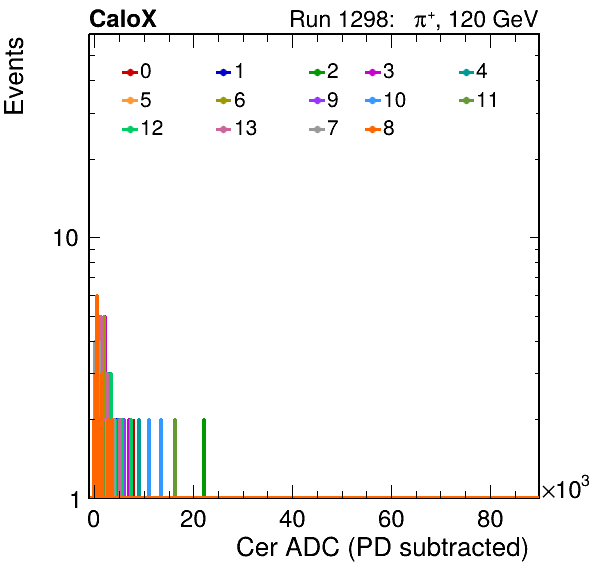 CaloX Run 1298: π⁺, 120 GeV
Events
0 1 2 3 4
5 6 9 10 11
12 13 7 8
10
1
0 20 40 60 80 ×10³
Cer ADC (PD subtracted)